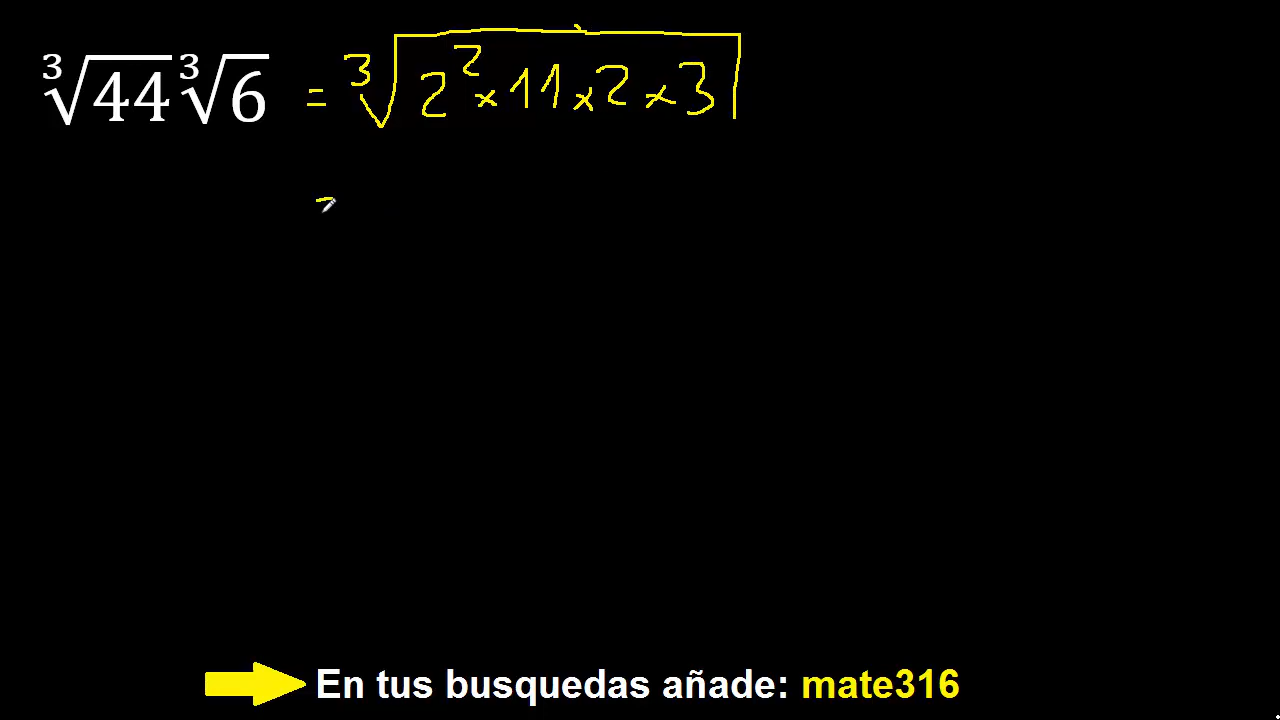 ∛44∛6 = ∛2²×11×2×3
En tus busquedas añade: mate316